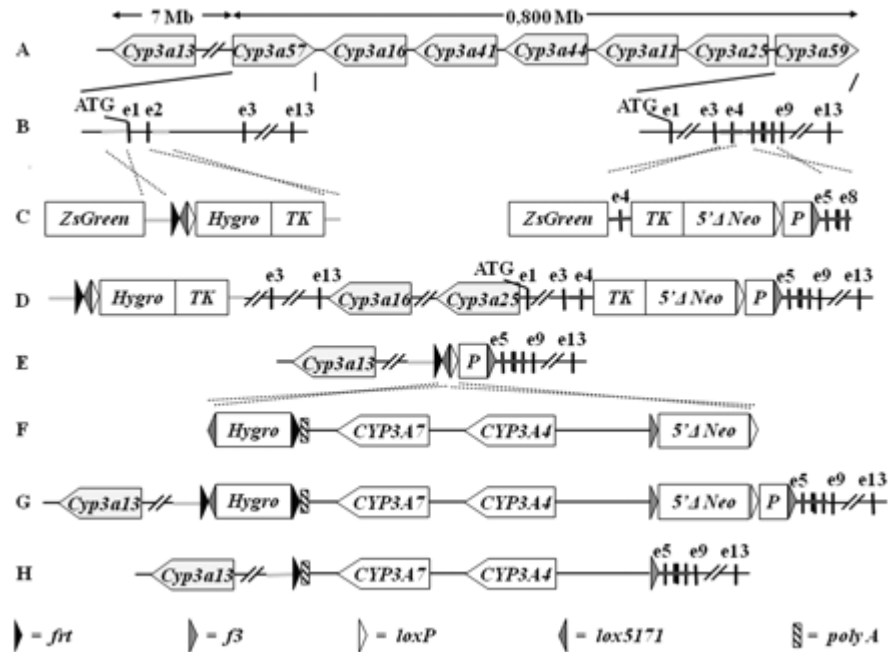 7 Mb 0,800 Mb
A Cyp3a13 Cyp3a57 Cyp3a16 Cyp3a41 Cyp3a44 Cyp3a11 Cyp3a25 Cyp3a59
ATG e1 e2 e3 e13 ATG e1 e3 e4 e9 e13
B
C ZsGreen Hygro TK ZsGreen e4 TK 5'Δ Neo P e5 e8
D Hygro TK e3 e13 Cyp3a16 Cyp3a25 ATG e1 e3 e4 TK 5'Δ Neo P e5 e9 e13
E Cyp3a13 P e5 e9 e13
F Hygro CYP3A7 CYP3A4 5'Δ Neo
G Cyp3a13 Hygro CYP3A7 CYP3A4 5'Δ Neo P e5 e9 e13
H Cyp3a13 CYP3A7 CYP3A4 e5 e9 e13
= frt = f3 = loxP = lox5171 = poly A